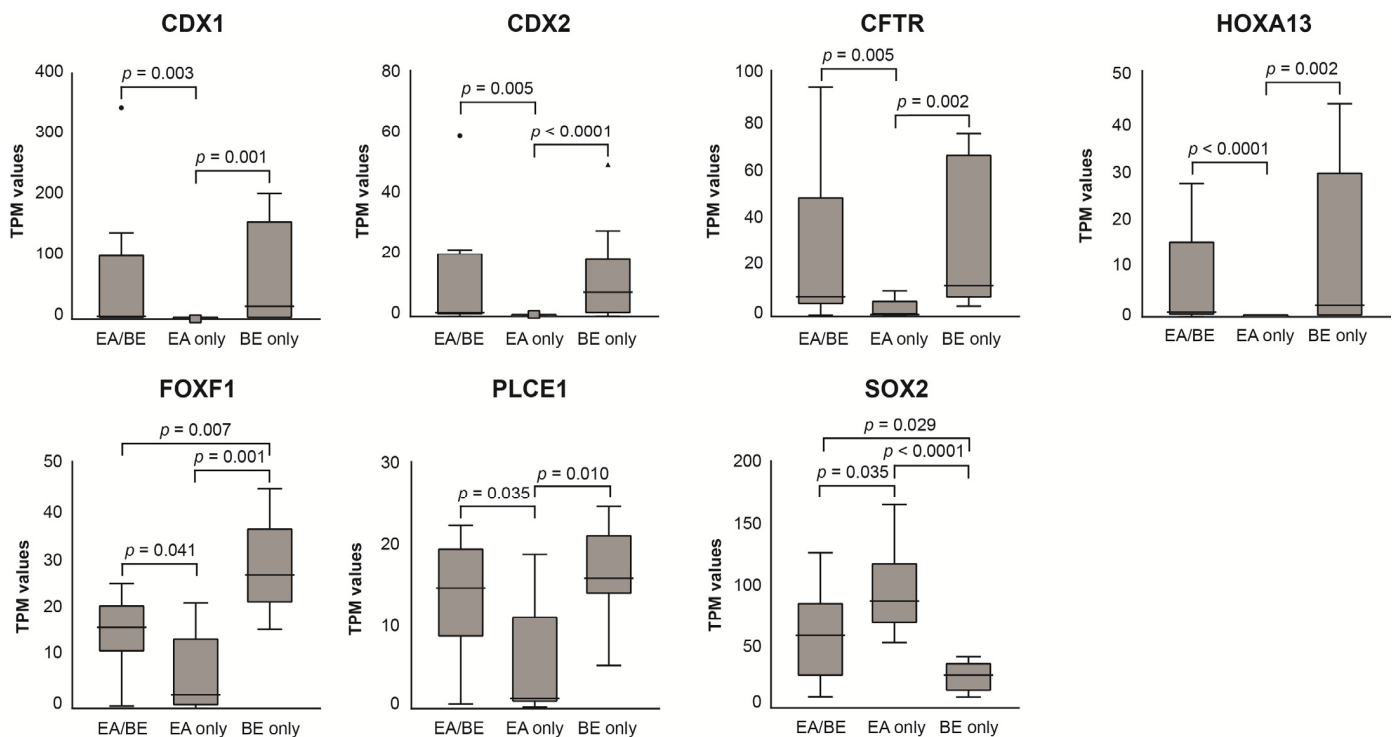 CDX1
CDX2
CFTR
HOXA13
400
300
200
100
0
TPM values
p = 0.003
p = 0.001
EA/BE EA only BE only
80
60
40
20
0
TPM values
p = 0.005
p < 0.0001
EA/BE EA only BE only
100
80
60
40
20
0
TPM values
p = 0.005
p = 0.002
EA/BE EA only BE only
50
40
30
20
10
0
TPM values
p = 0.002
p < 0.0001
EA/BE EA only BE only
FOXF1
PLCE1
SOX2
50
40
30
20
10
0
TPM values
p = 0.007
p = 0.001
p = 0.041
EA/BE EA only BE only
30
20
10
0
TPM values
p = 0.010
p = 0.035
EA/BE EA only BE only
200
150
100
50
0
TPM values
p = 0.029
p < 0.0001
p = 0.035
EA/BE EA only BE only